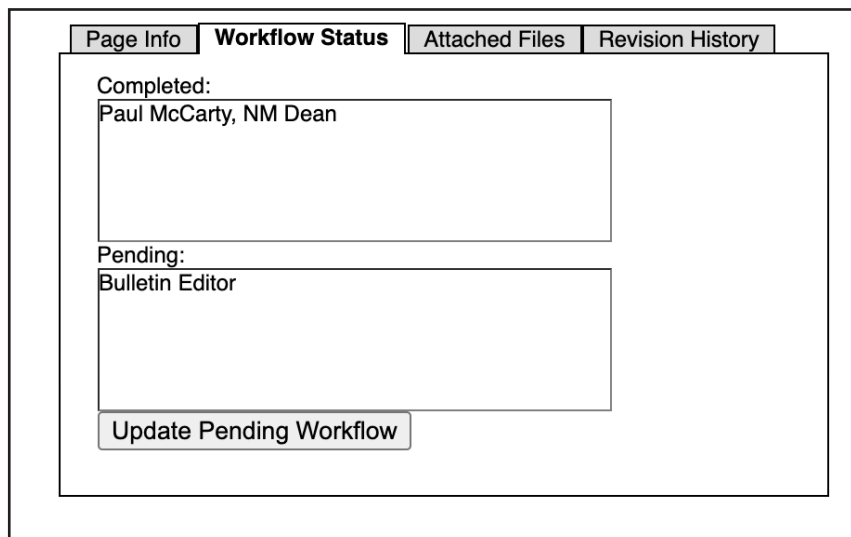 Page Info Workflow Status Attached Files Revision History
Completed:
Paul McCarty, NM Dean
Pending:
Bulletin Editor
Update Pending Workflow